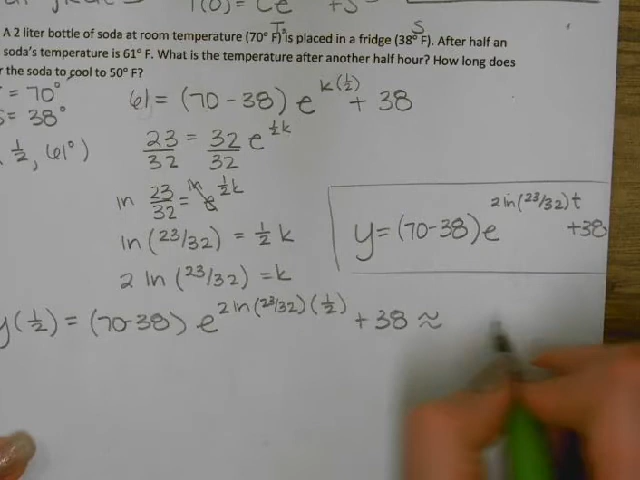 T(0) = Ce + S
T S
A 2 liter bottle of soda at room temperature (70° F) is placed in a fridge (38° F). After half an
soda's temperature is 61° F. What is the temperature after another half hour? How long does
the soda to cool to 50° F?
= 70°
S = 38°
½, 61°)
61 = (70 - 38) e^{k(½)} + 38
23/32 = 32/32 e^{½k}
ln 23/32 = ln e^{½k}
ln (23/32) = ½ k
2 ln (23/32) = k
y = (70-38) e^{2 ln (23/32) t} + 38
y(½) = (70-38) e^{2 ln (23/32) (½)} + 38 ≈